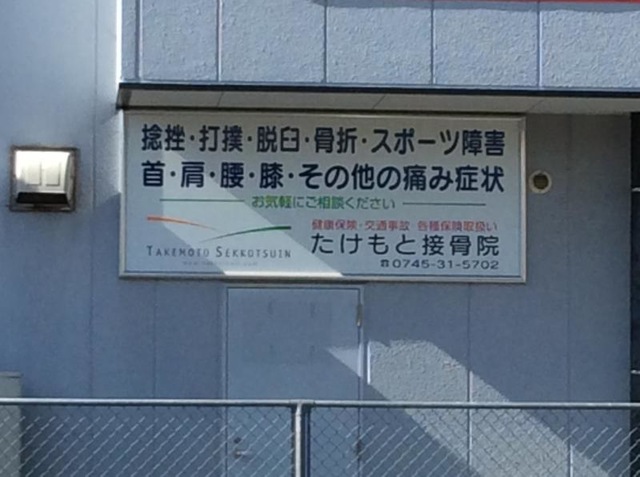 捻挫・打撲・脱臼・骨折・スポーツ障害
首・肩・腰・膝・その他の痛み症状
お気軽にご相談ください
健康保険・交通事故・各種保険取扱い
TAKEMOTO SEKKOTSUIN
たけもと接骨院
☎0745-31-5702